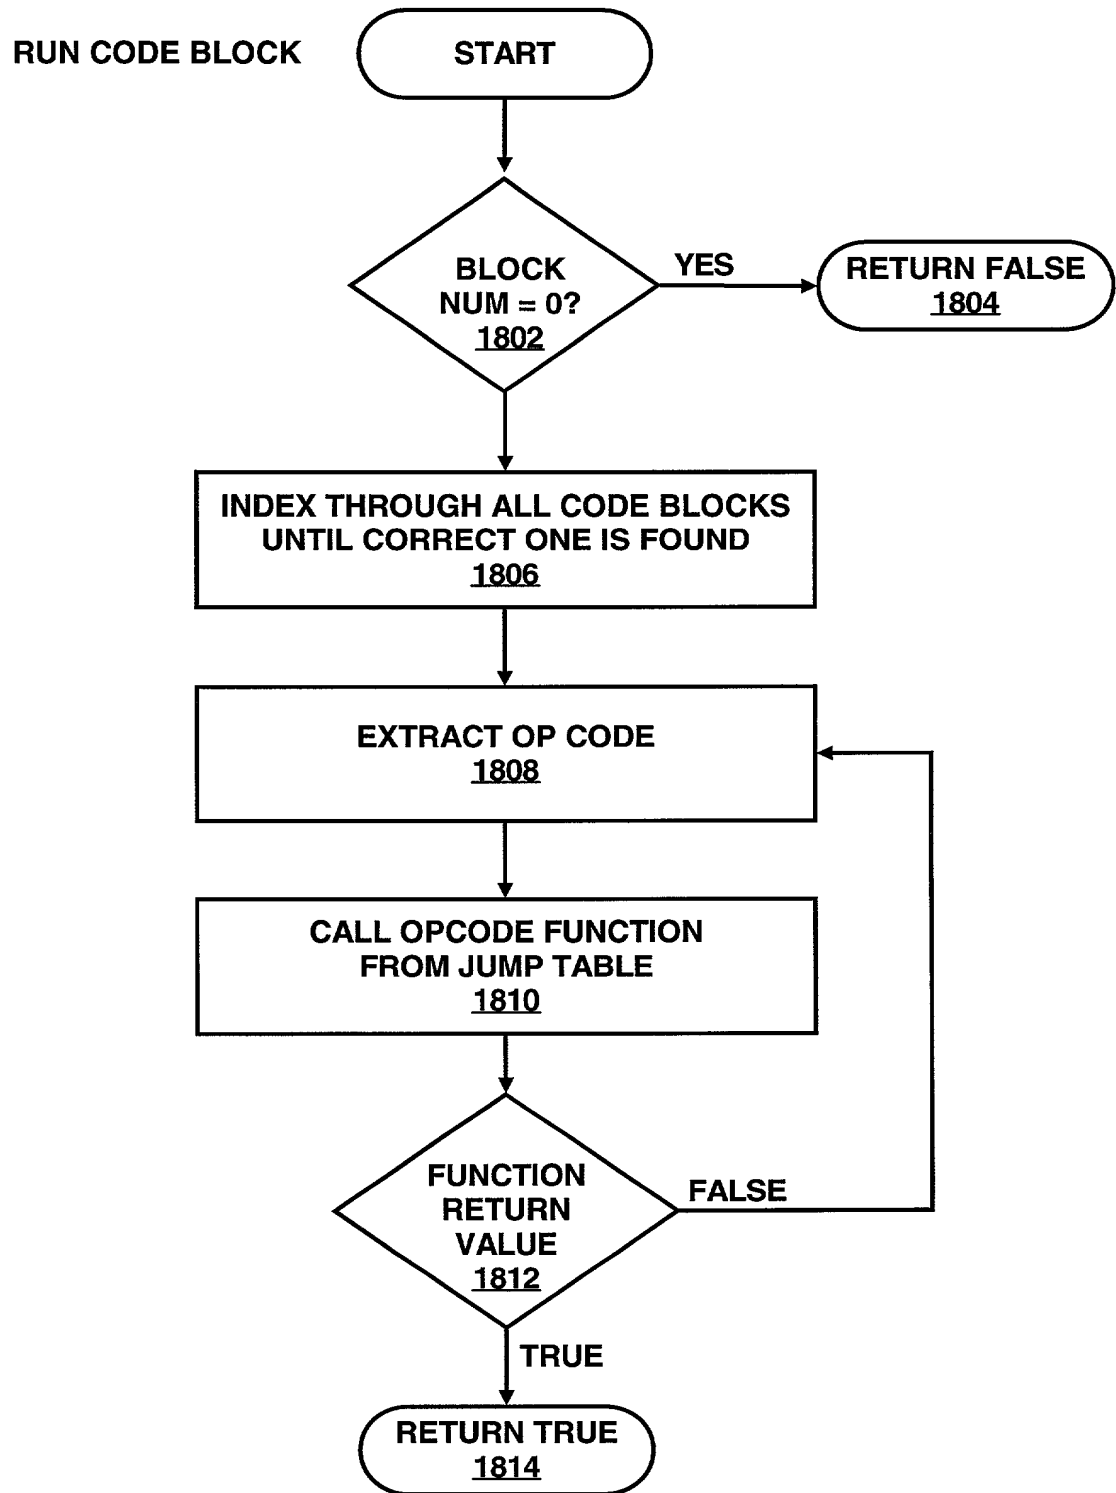 RUN CODE BLOCK
START
BLOCK
NUM = 0?
1802
YES
RETURN FALSE
1804
INDEX THROUGH ALL CODE BLOCKS
UNTIL CORRECT ONE IS FOUND
1806
EXTRACT OP CODE
1808
CALL OPCODE FUNCTION
FROM JUMP TABLE
1810
FUNCTION
RETURN
VALUE
1812
FALSE
TRUE
RETURN TRUE
1814